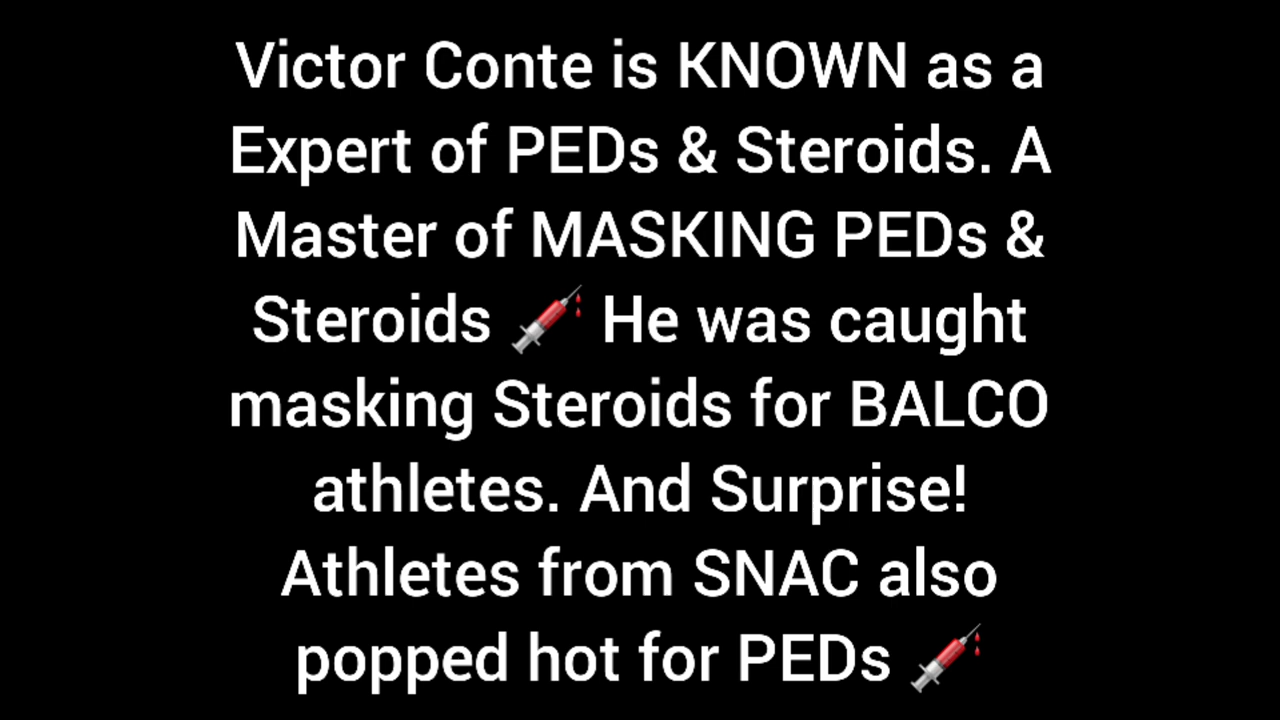 Victor Conte is KNOWN as a
Expert of PEDs & Steroids. A
Master of MASKING PEDs &
Steroids 💉 He was caught
masking Steroids for BALCO
athletes. And Surprise!
Athletes from SNAC also
popped hot for PEDs 💉